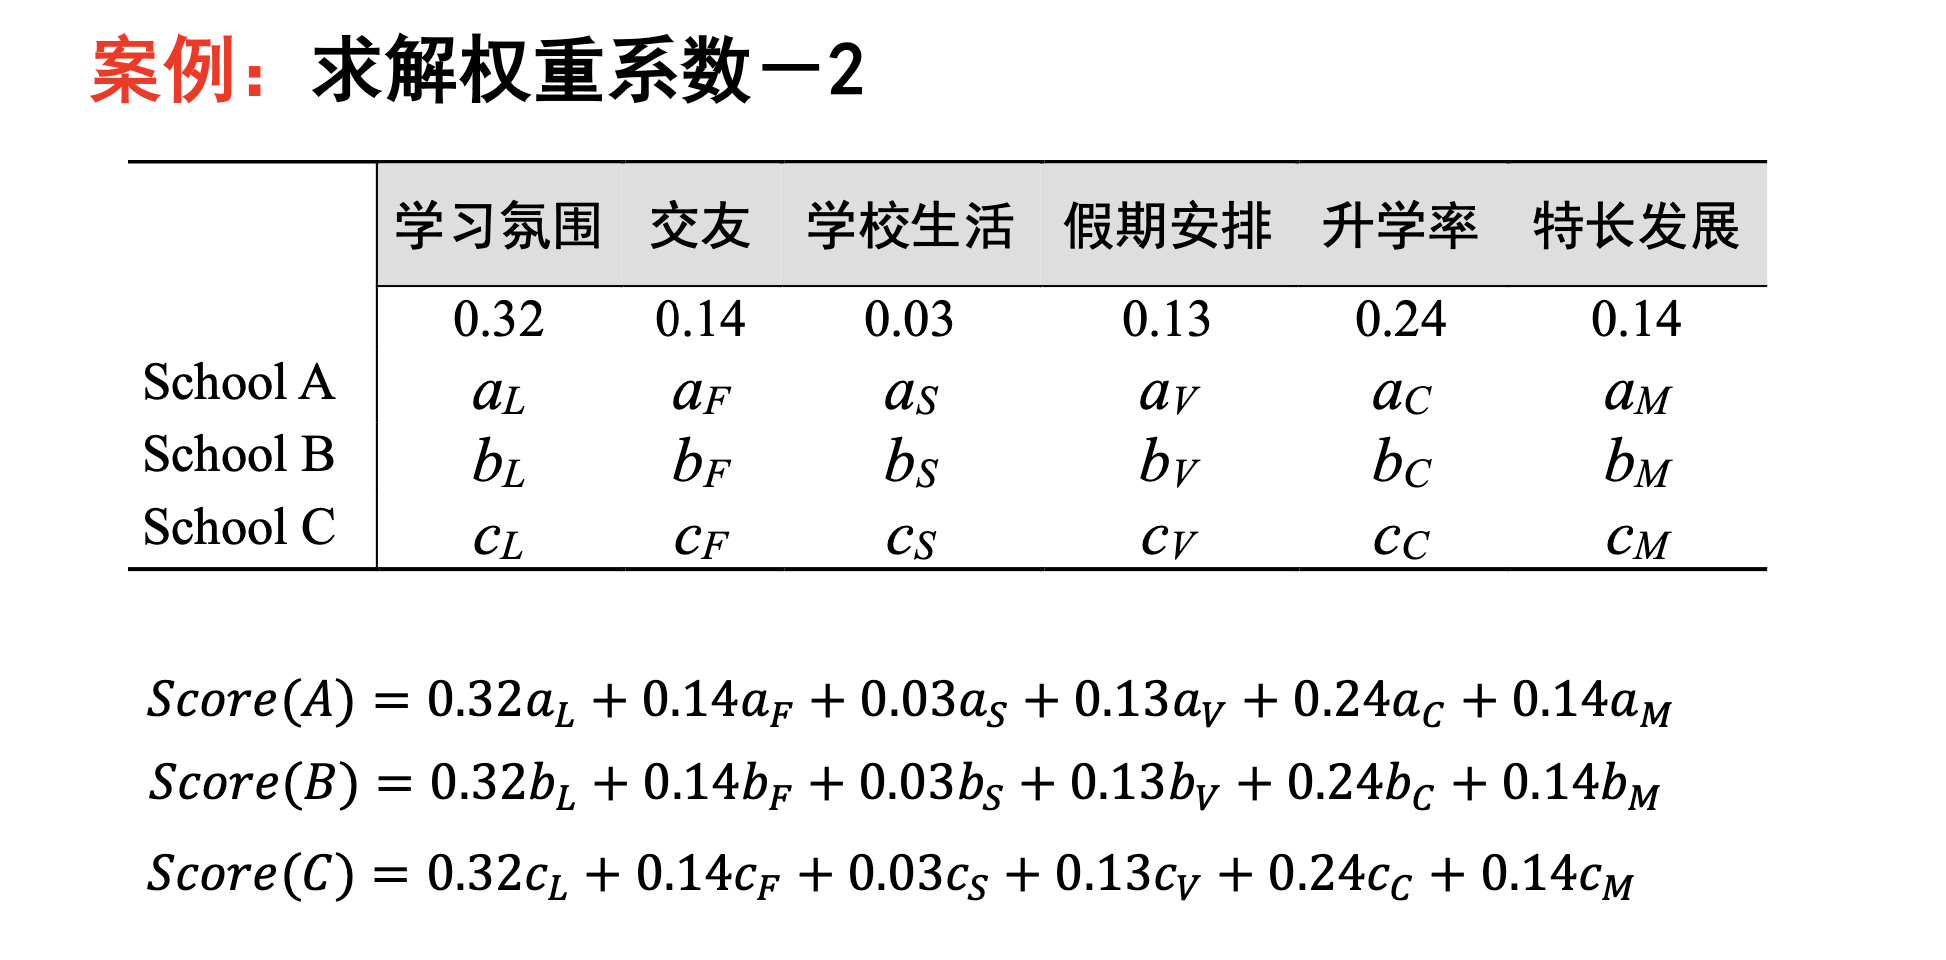 案例：求解权重系数－2
学习氛围 交友 学校生活 假期安排 升学率 特长发展
0.32 0.14 0.03 0.13 0.24 0.14
School A a_L a_F a_S a_V a_C a_M
School B b_L b_F b_S b_V b_C b_M
School C c_L c_F c_S c_V c_C c_M
Score(A) = 0.32a_L + 0.14a_F + 0.03a_S + 0.13a_V + 0.24a_C + 0.14a_M
Score(B) = 0.32b_L + 0.14b_F + 0.03b_S + 0.13b_V + 0.24b_C + 0.14b_M
Score(C) = 0.32c_L + 0.14c_F + 0.03c_S + 0.13c_V + 0.24c_C + 0.14c_M